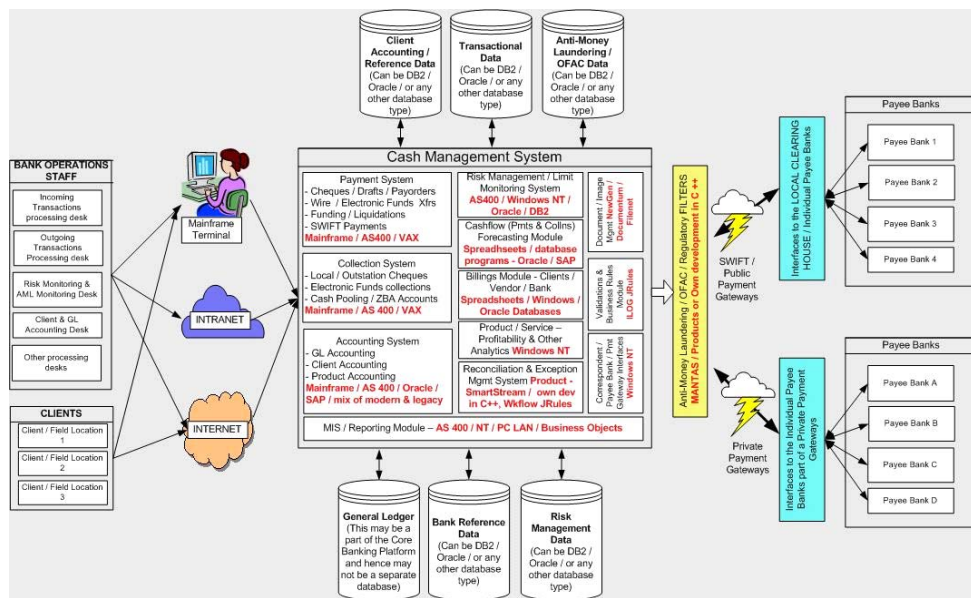 Client
Accounting /
Reference Data
(Can be DB2 /
Oracle / or any
other database
type)
Transactional
Data
(Can be DB2 /
Oracle / or any
other database
type)
Anti-Money
Laundering /
OFAC Data
(Can be DB2 /
Oracle / or any
other database
type)
BANK OPERATIONS
STAFF
Incoming
Transactions
processing desk
Outgoing
Transactions
Processing desk
Risk Monitoring &
AML Monitoring Desk
Client & GL
Accounting Desk
Other processing
desks
CLIENTS
Client / Field Location
1
Client / Field Location
2
Client / Field Location
3
Mainframe
Terminal
INTRANET
INTERNET
Cash Management System
Payment System
- Cheques / Drafts / Payorders
- Wire / Electronic Funds Xfrs
- Funding / Liquidations
- SWIFT Payments
Mainframe / AS400 / VAX
Collection System
- Local / Outstation Cheques
- Electronic Funds collections
- Cash Pooling / ZBA Accounts
Mainframe / AS 400 / VAX
Accounting System
- GL Accounting
- Client Accounting
- Product Accounting
Mainframe / AS 400 / Oracle /
SAP / mix of modern & legacy
Risk Management / Limit
Monitoring System
AS400 / Windows NT /
Oracle / DB2
Cashflow (Pmts & Collns)
Forecasting Module
Spreadhseets / database
programs - Oracle / SAP
Billings Module - Clients /
Vendor / Bank
Spreadsheets / Windows /
Oracle Databases
Product / Service –
Profitability & Other
Analytics Windows NT
Reconciliation & Exception
Mgmt System Product -
SmartStream / own dev
in C++, Wkflow JRules
Document / Image
Mgmt NewGen /
Documentum /
Filenet
Validations &
Business Rules
Module
ILOG JRules
Correspondent /
Payee Bank / Pmt
Gateway Interfaces
Windows NT
MIS / Reporting Module -- AS 400 / NT / PC LAN / Business Objects
General Ledger
(This may be a
part of the Core
Banking Platform
and hence may
not be a separate
database)
Bank Reference
Data
(Can be DB2 /
Oracle / or any
other database
type)
Risk
Management
Data
(Can be DB2 /
Oracle / or any
other database
type)
Anti-Money Laundering / OFAC / Regulatory FILTERS
MANTAS / Products or Own development in C ++
SWIFT /
Public
Payment
Gateways
Private
Payment
Gateways
Interfaces to the LOCAL CLEARING
HOUSE / Individual Payee Banks
Interfaces to the Individual Payee
Banks part of a Private Payment
Gateways
Payee Banks
Payee Bank 1
Payee Bank 2
Payee Bank 3
Payee Bank 4
Payee Banks
Payee Bank A
Payee Bank B
Payee Bank C
Payee Bank D